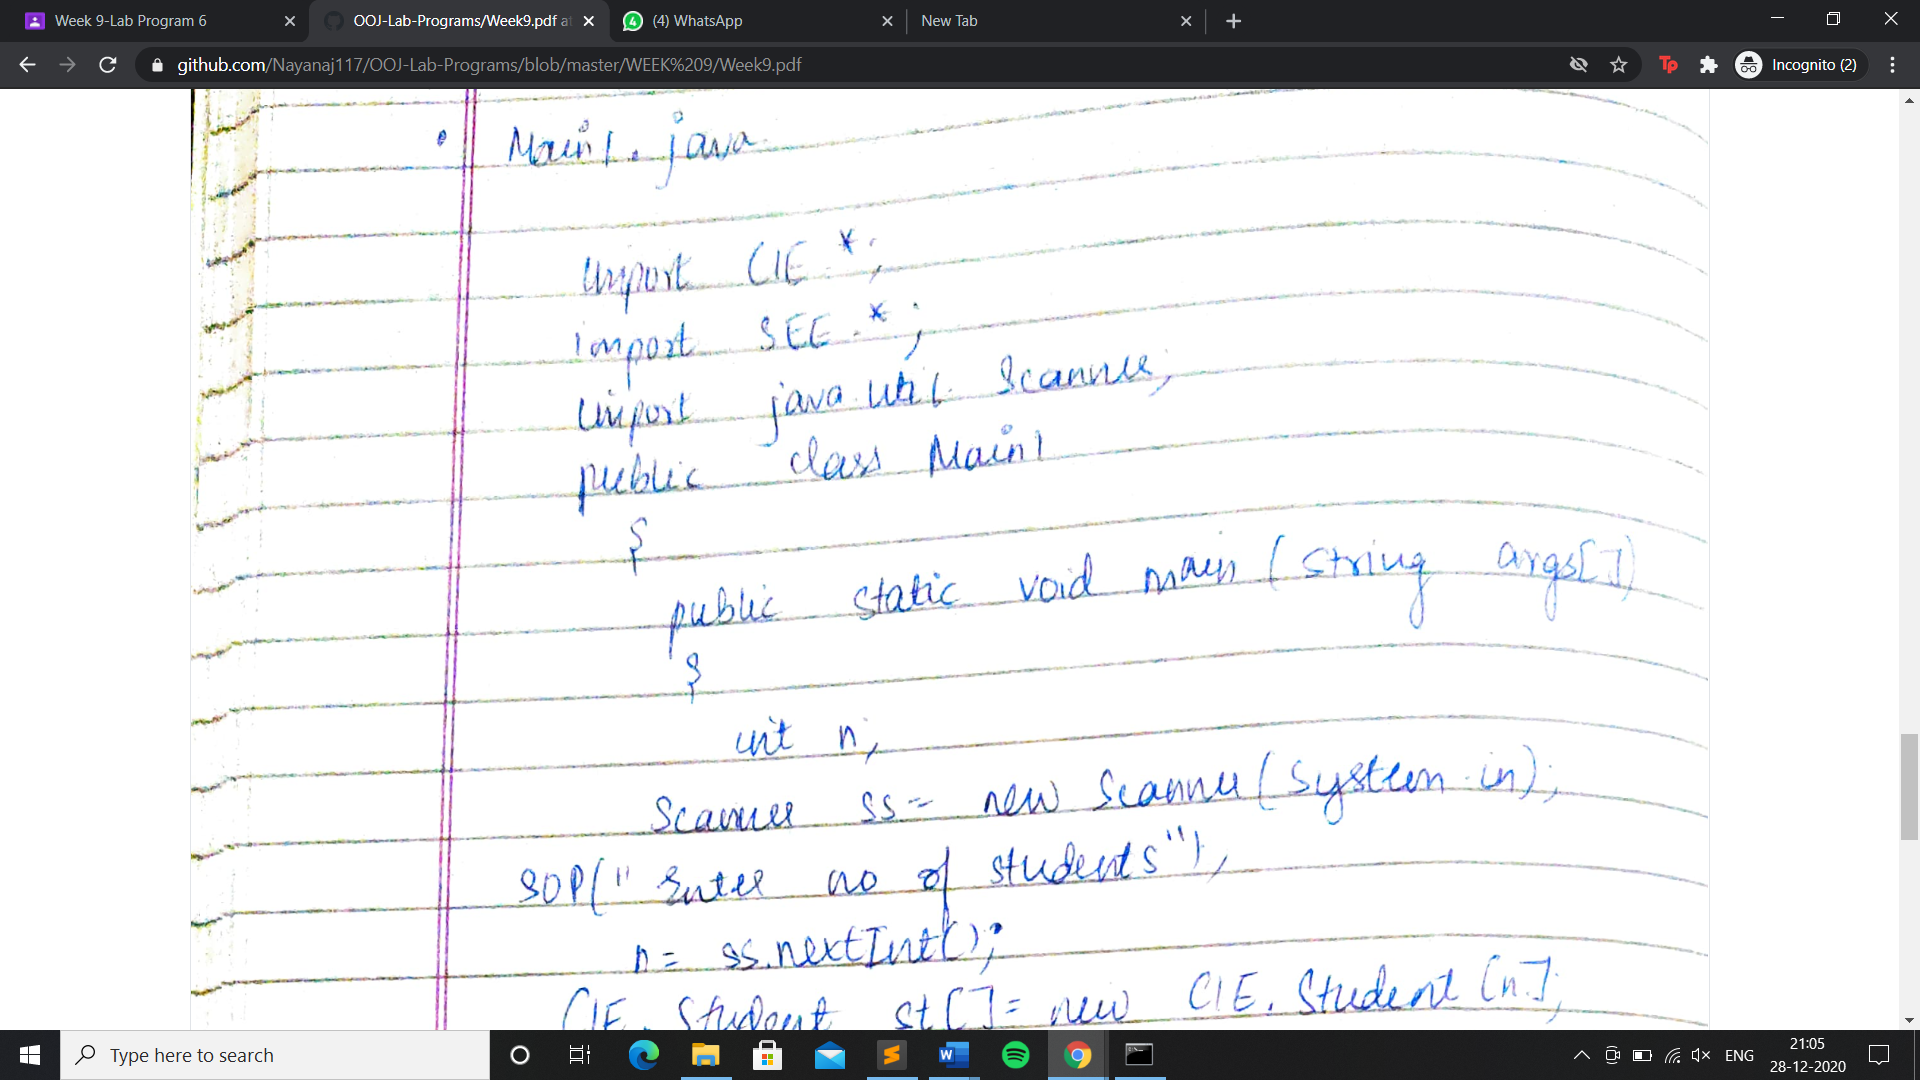 Week 9-Lab Program 6
OOJ-Lab-Programs/Week9.pdf at
(4) WhatsApp
New Tab
github.com/Nayanaj117/OOJ-Lab-Programs/blob/master/WEEK%209/Week9.pdf
Incognito (2)
• Main1.java
import CIE.*;
import SEE.*;
import java.util.Scanner;
public class Main1
{
public static void main(String args[])
{
int n;
Scanner ss= new Scanner(System.in);
SOP("Enter no of students");
n= ss.nextInt();
CIE.Student st[]= new CIE.Student[n];
Type here to search
ENG
21:05
28-12-2020